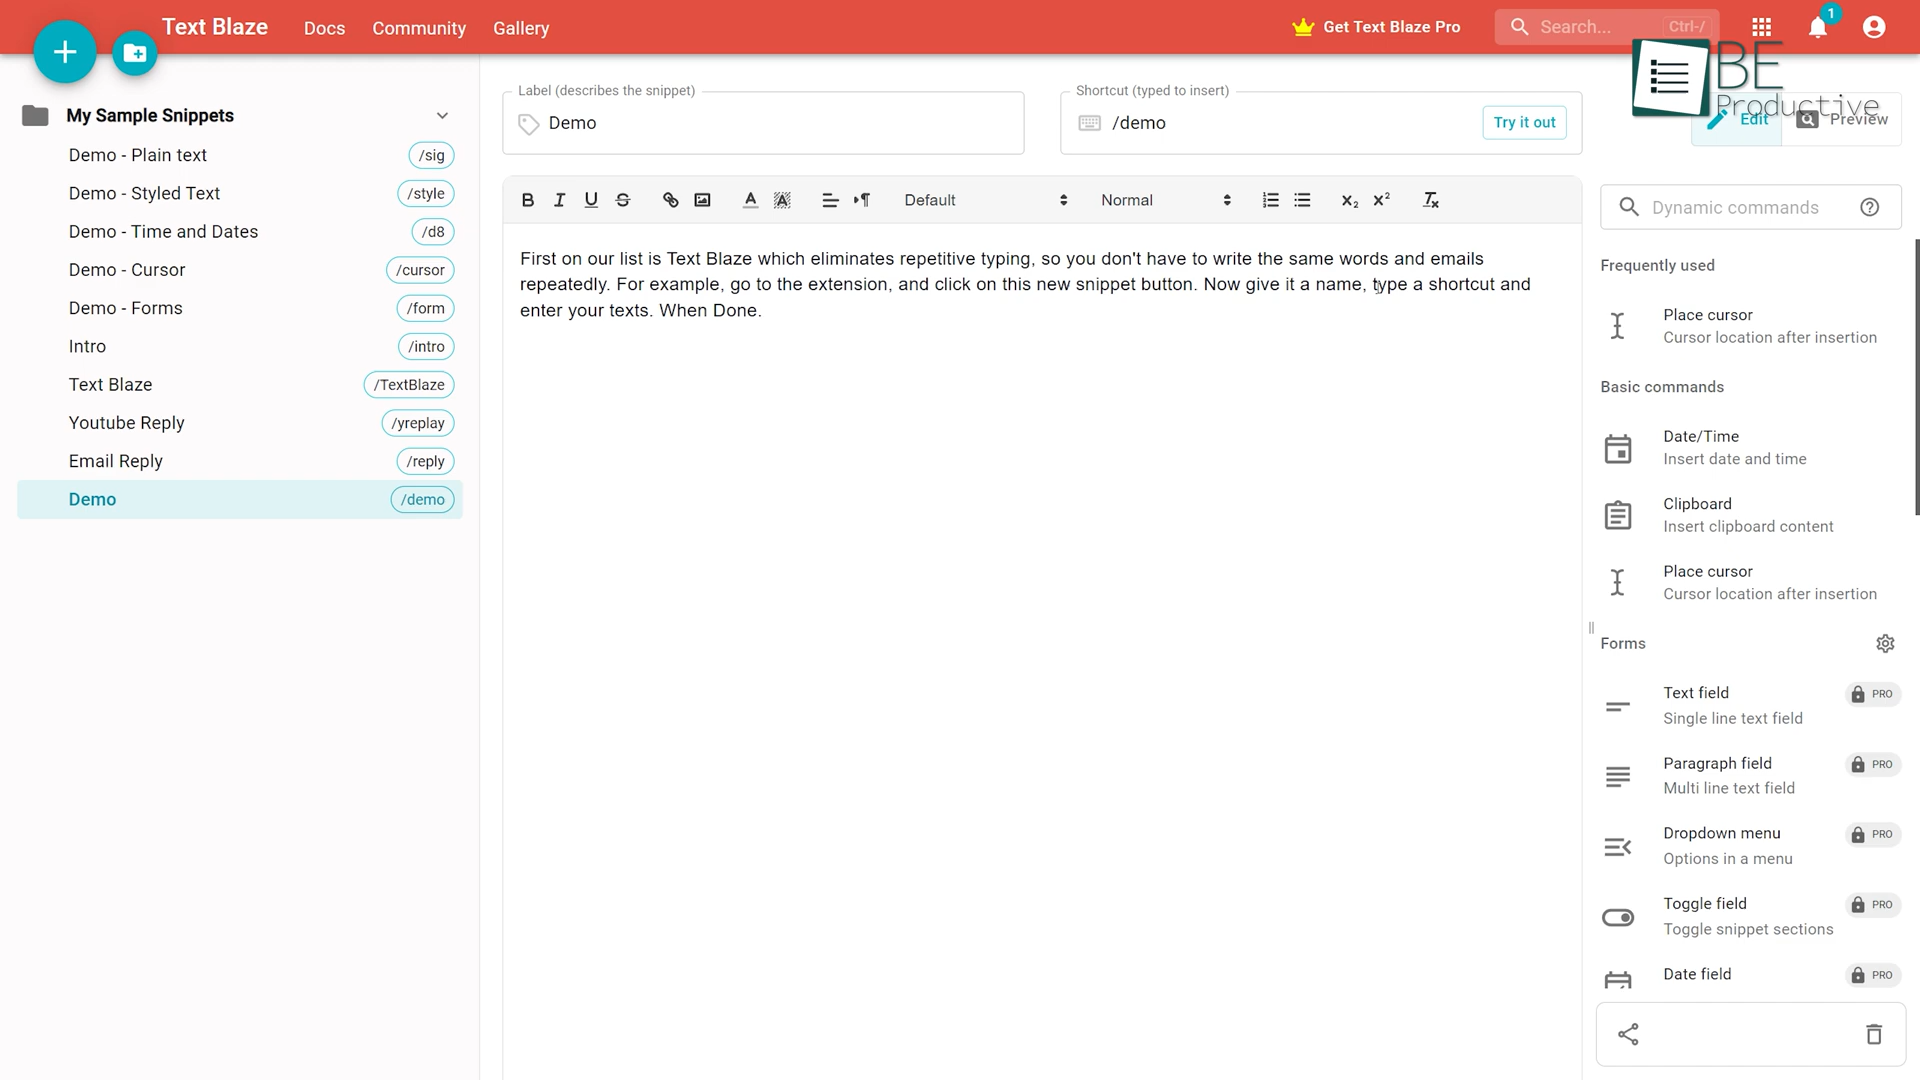 Text Blaze
Docs
Community
Gallery
Get Text Blaze Pro
Search...
Ctrl-/
1
BE
Productive
My Sample Snippets
Demo - Plain text
/sig
Demo - Styled Text
/style
Demo - Time and Dates
/d8
Demo - Cursor
/cursor
Demo - Forms
/form
Intro
/intro
Text Blaze
/TextBlaze
Youtube Reply
/yreplay
Email Reply
/reply
Demo
/demo
Label (describes the snippet)
Demo
Shortcut (typed to insert)
/demo
Try it out
Edit
Preview
Default
Normal
First on our list is Text Blaze which eliminates repetitive typing, so you don't have to write the same words and emails
repeatedly. For example, go to the extension, and click on this new snippet button. Now give it a name, type a shortcut and
enter your texts. When Done.
Dynamic commands
Frequently used
Place cursor
Cursor location after insertion
Basic commands
Date/Time
Insert date and time
Clipboard
Insert clipboard content
Place cursor
Cursor location after insertion
Forms
Text field
PRO
Single line text field
Paragraph field
PRO
Multi line text field
Dropdown menu
PRO
Options in a menu
Toggle field
PRO
Toggle snippet sections
Date field
PRO